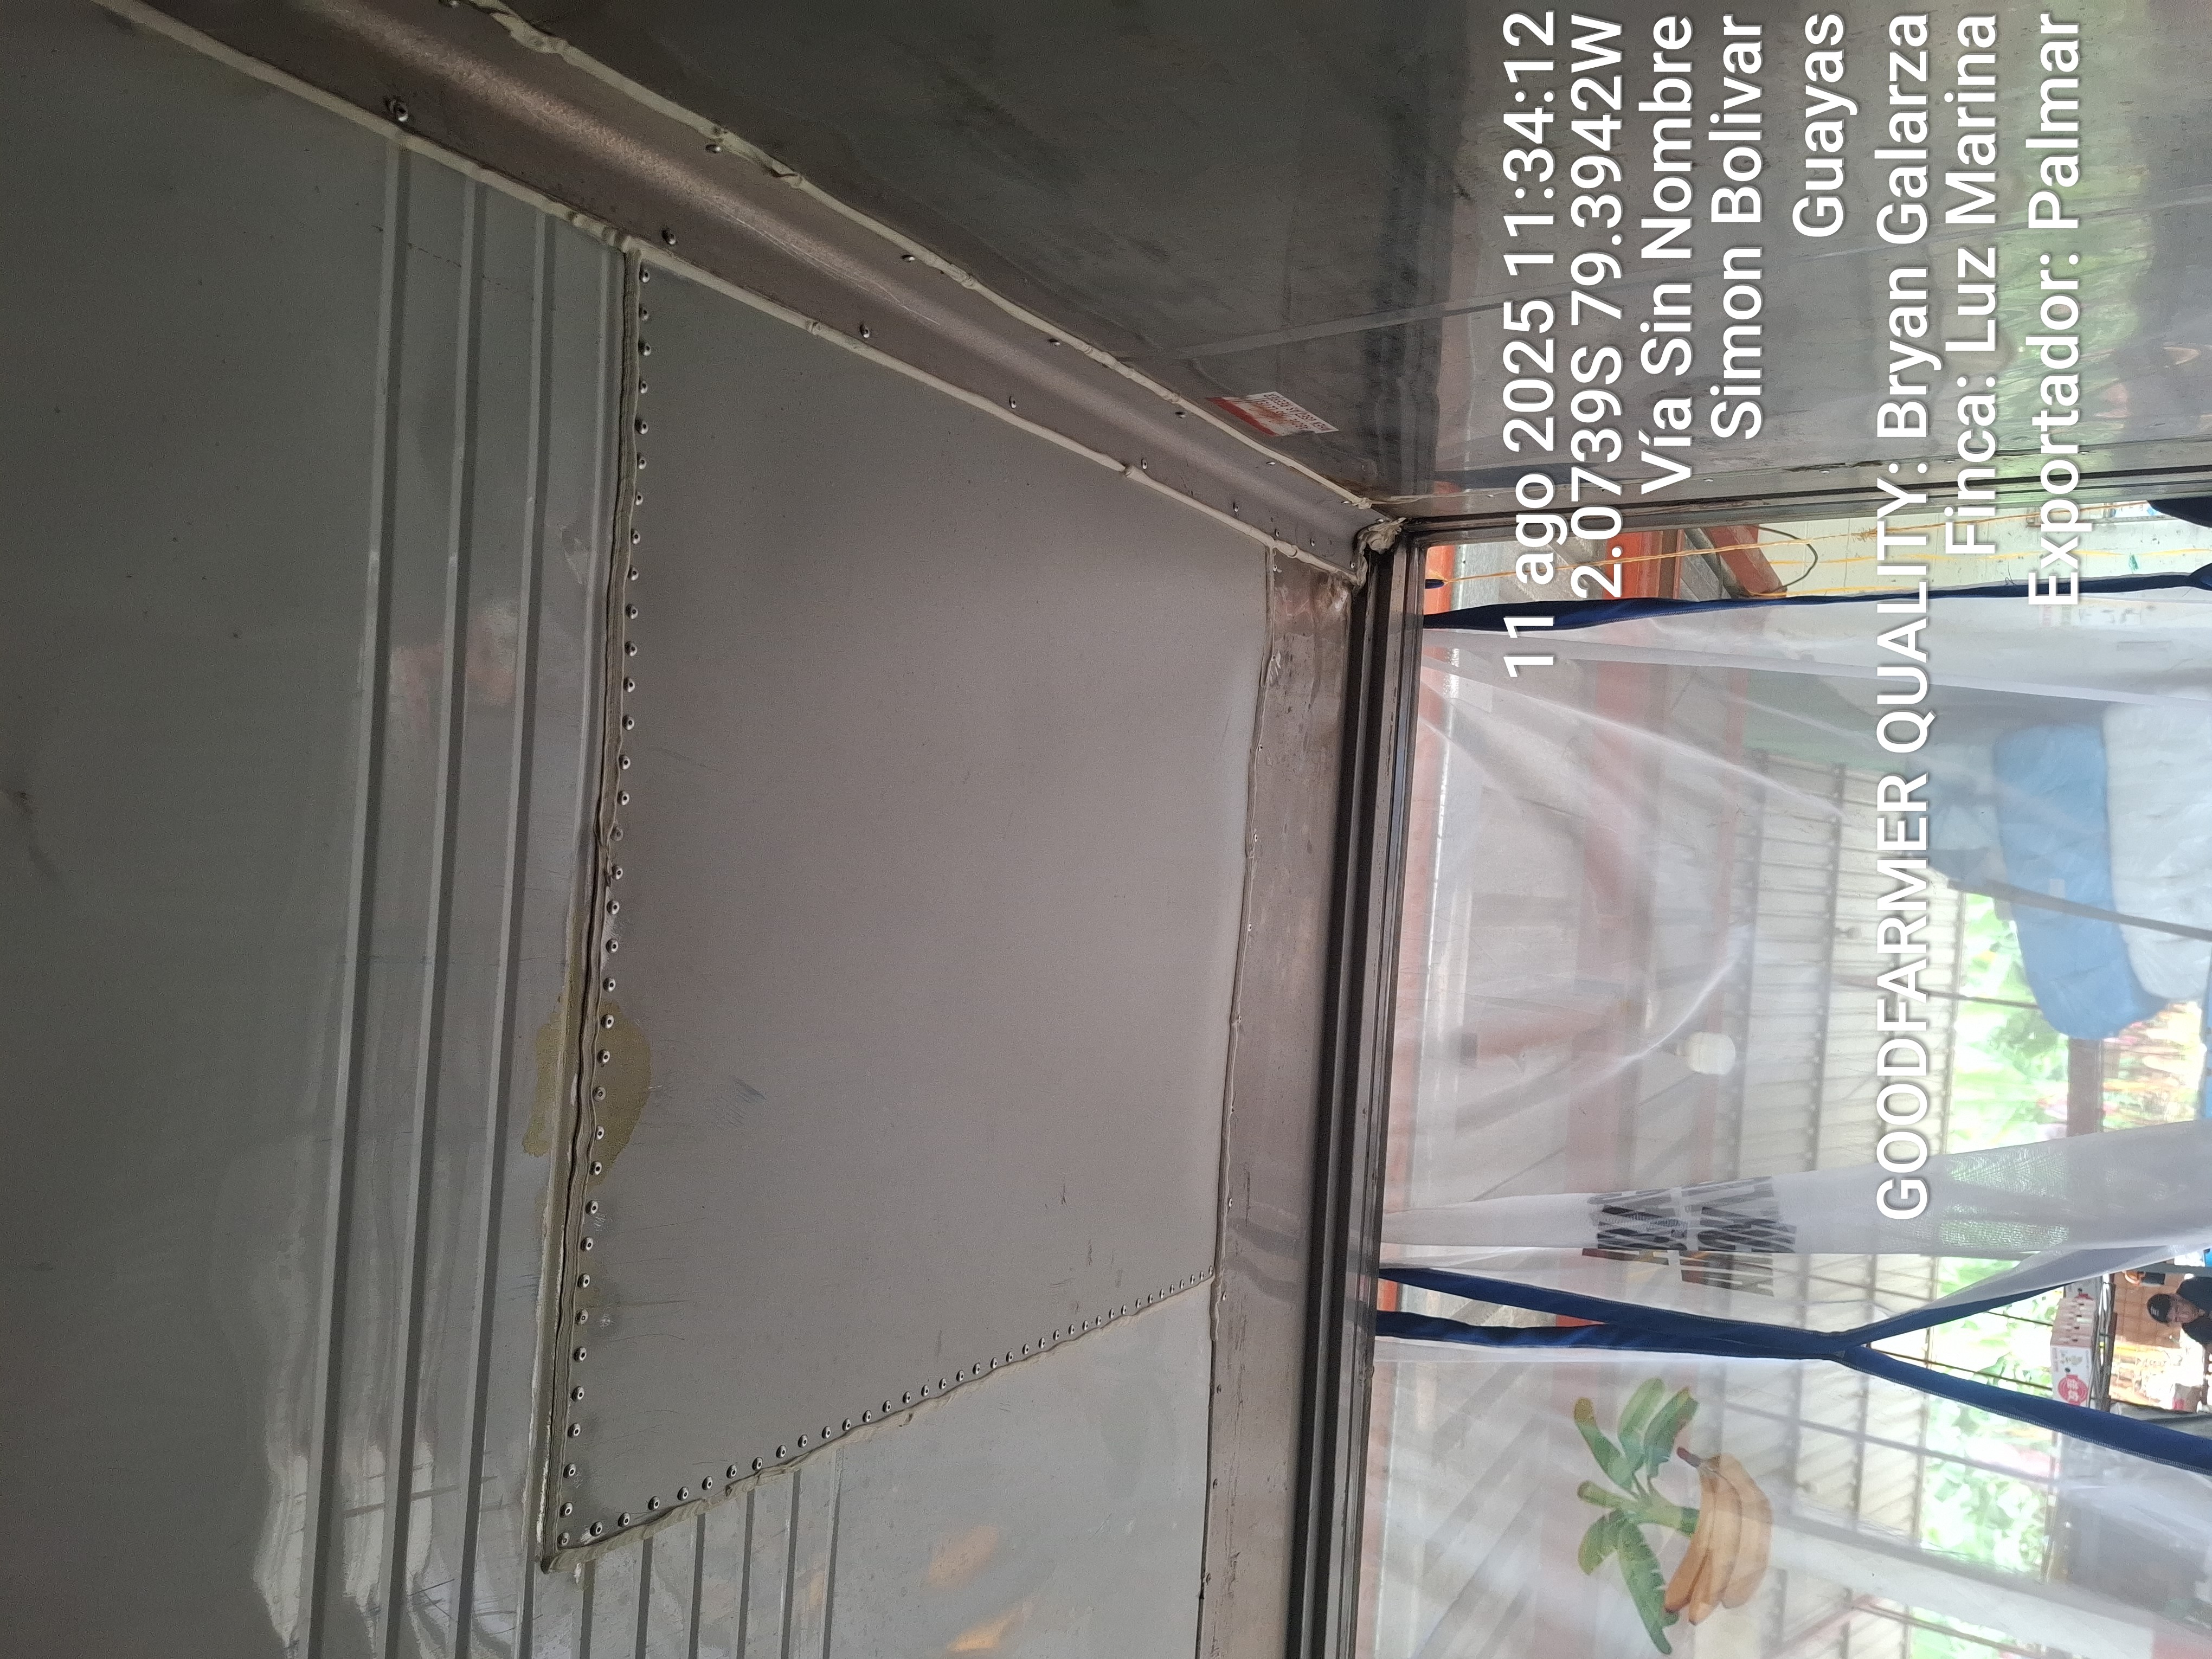 11 ago 2025 11:34:12
2.0739S 79.3942W
Vía Sin Nombre
Simon Bolivar
Guayas
GOODFARMER QUALITY: Bryan Galarza
Finca: Luz Marina
Exportador: Palmar